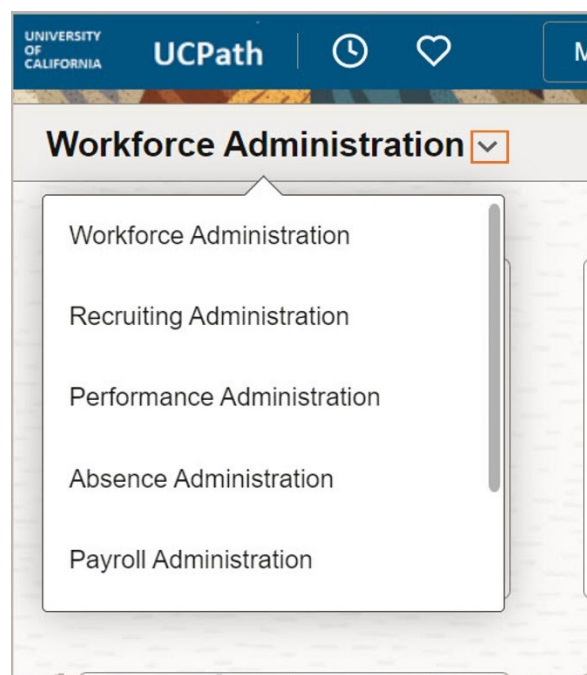 UNIVERSITY
OF
CALIFORNIA
UCPath
Workforce Administration
Workforce Administration
Recruiting Administration
Performance Administration
Absence Administration
Payroll Administration